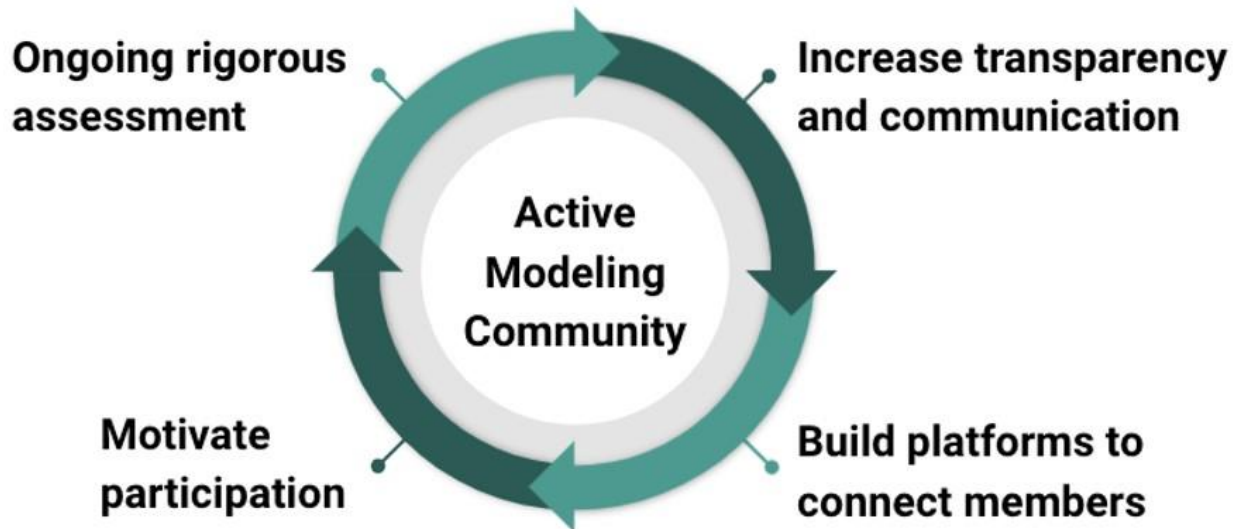 Ongoing rigorous
assessment
Increase transparency
and communication
Active
Modeling
Community
Motivate
participation
Build platforms to
connect members